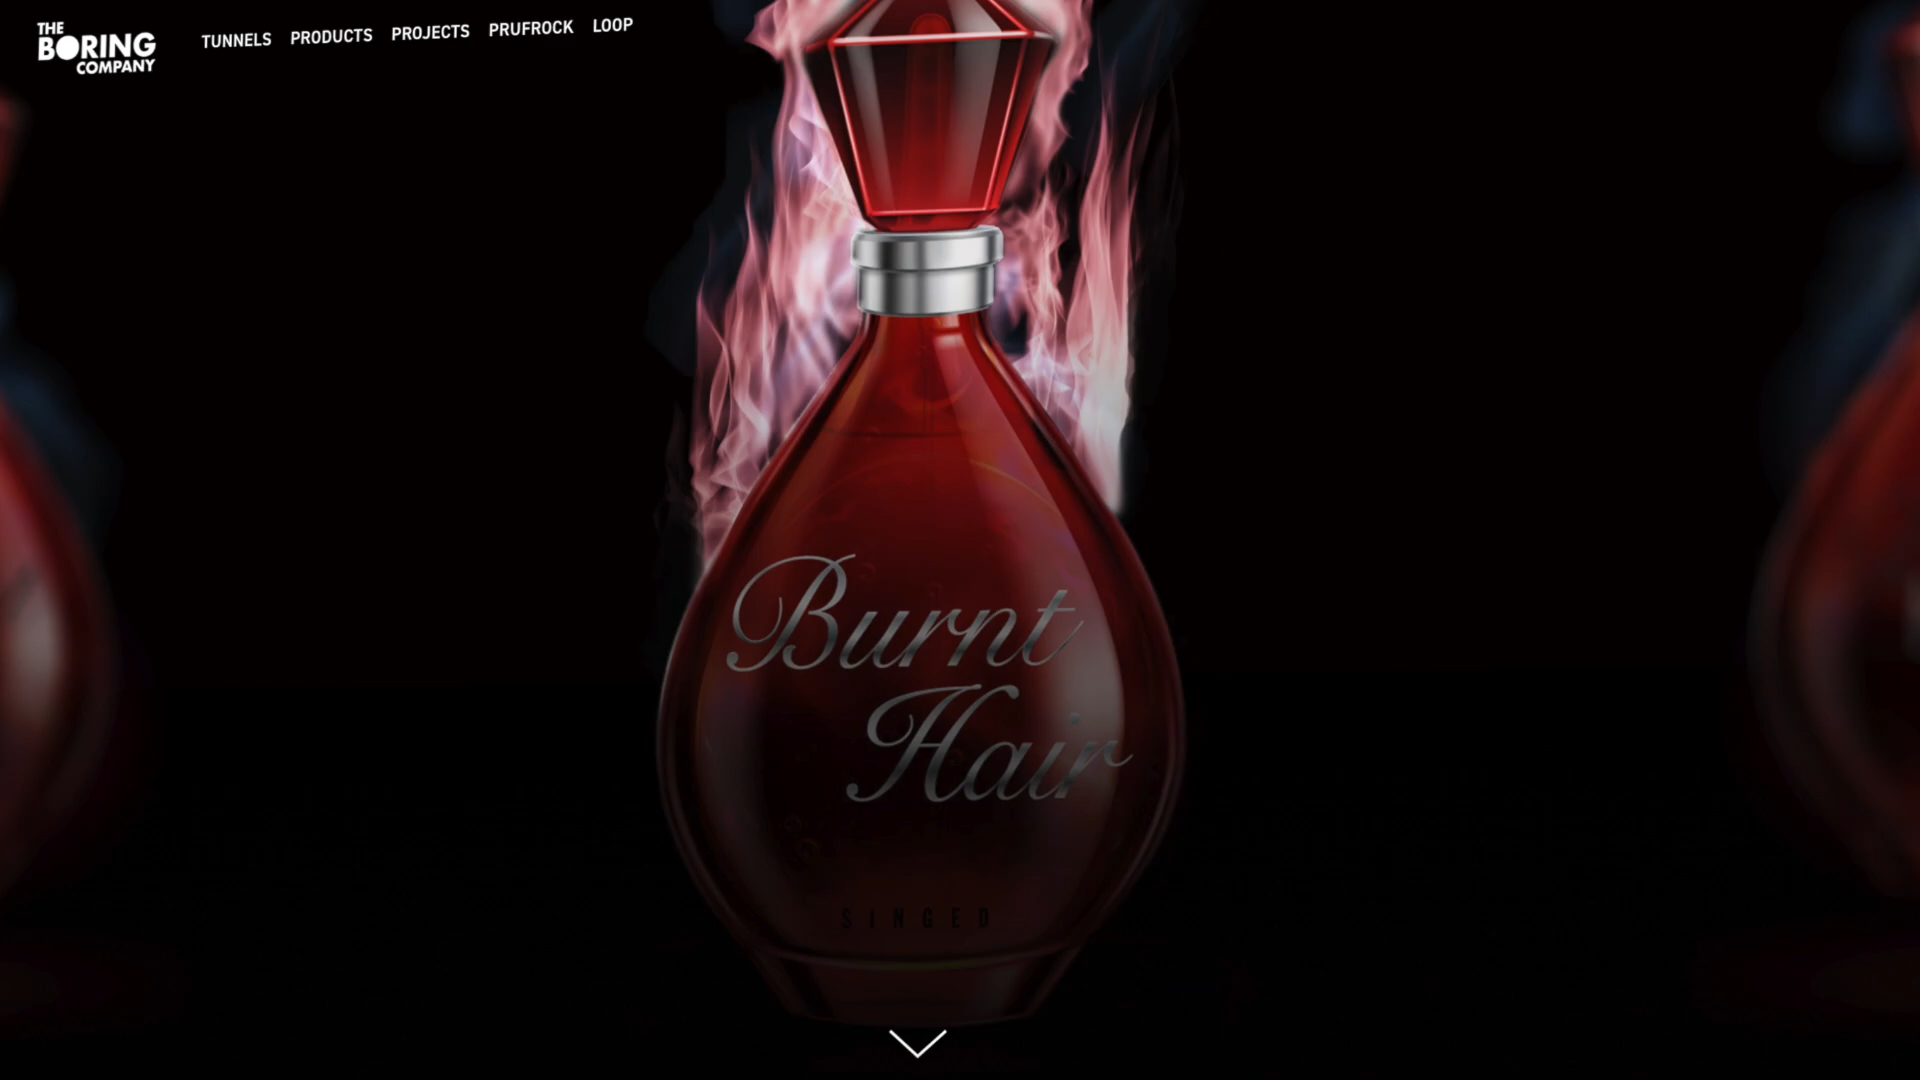 THE
BORING
COMPANY
TUNNELS PRODUCTS PROJECTS PRUFROCK LOOP
Burnt
Hair
SINGED